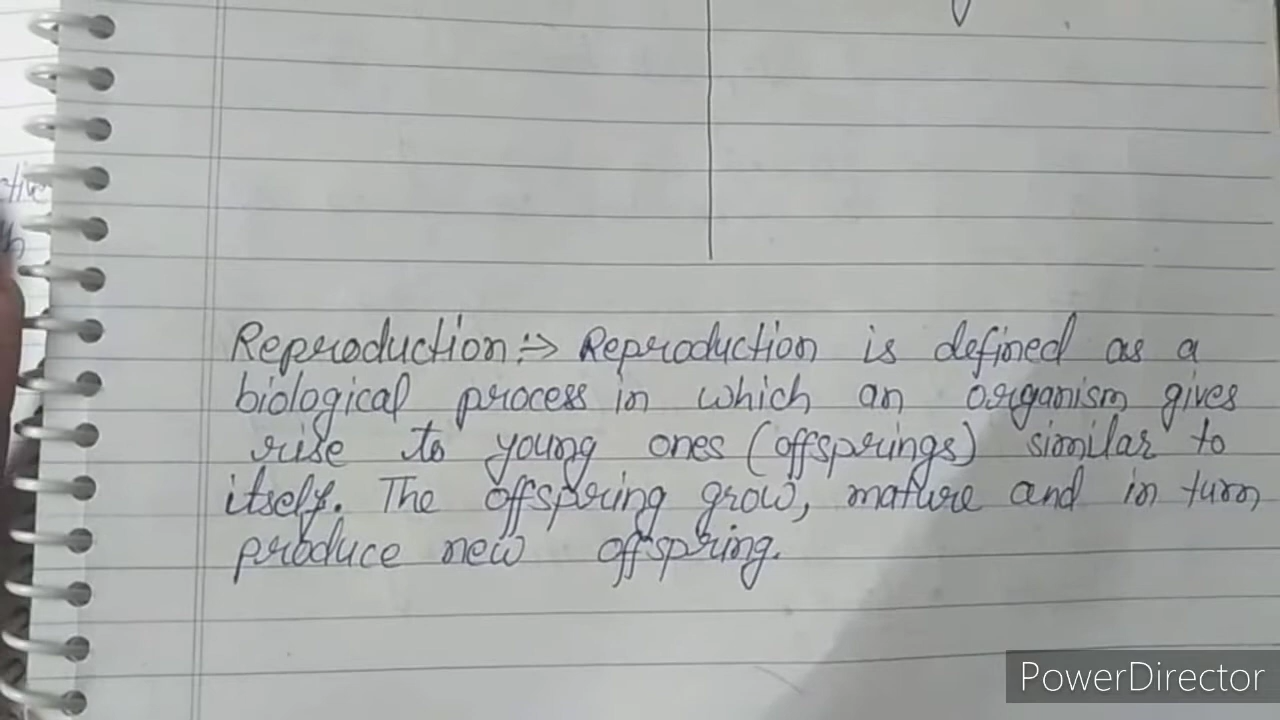 Reproduction :-> Reproduction is defined as a
biological process in which an organism gives
rise to young ones (offsprings) similar to
itself. The offspring grow, mature and in turn
produce new offspring.
PowerDirector